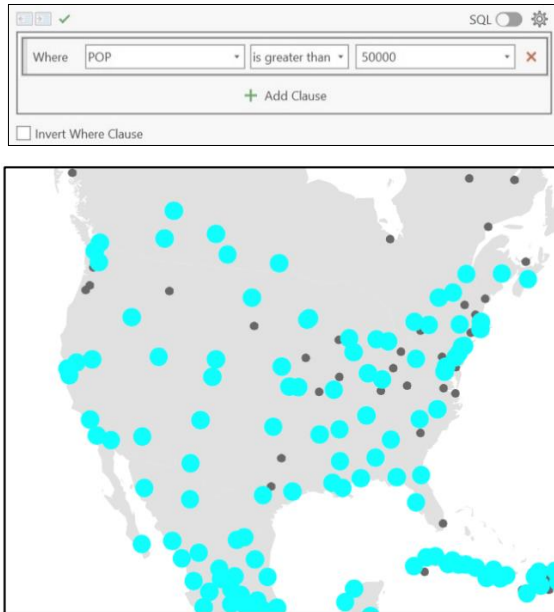 SQL
Where POP is greater than 50000
+ Add Clause
Invert Where Clause